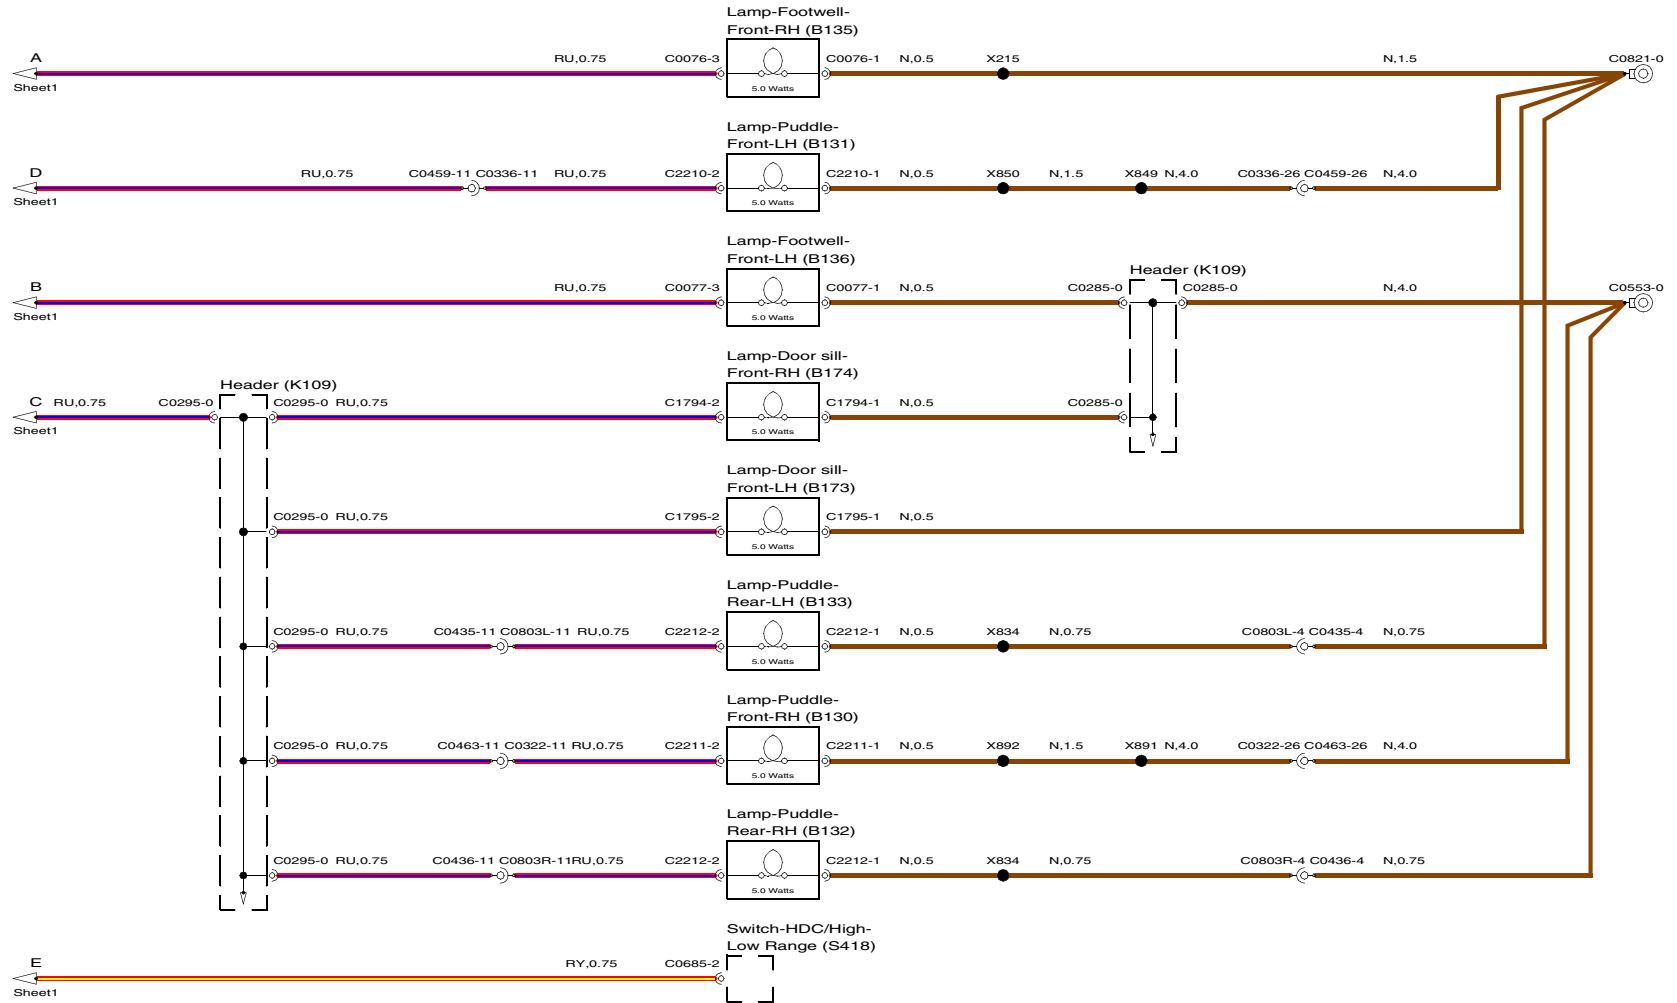 Lamp-Footwell-
Front-RH (B135)
A RU,0.75 C0076-3 C0076-1 N,0.5 X215 N,1.5 C0821-0
Sheet1 5.0 Watts
Lamp-Puddle-
Front-LH (B131)
D RU,0.75 C0459-11 C0336-11 RU,0.75 C2210-2 C2210-1 N,0.5 X850 N,1.5 X849 N,4.0 C0336-26 C0459-26 N,4.0
Sheet1 5.0 Watts
Lamp-Footwell-
Front-LH (B136)
Header (K109)
B RU,0.75 C0077-3 C0077-1 N,0.5 C0285-0 C0285-0 N,4.0 C0553-0
Sheet1 5.0 Watts
Lamp-Door sill-
Front-RH (B174)
Header (K109)
C RU,0.75 C0295-0 C0295-0 RU,0.75 C1794-2 C1794-1 N,0.5 C0285-0
Sheet1 5.0 Watts
Lamp-Door sill-
Front-LH (B173)
C0295-0 RU,0.75 C1795-2 C1795-1 N,0.5
5.0 Watts
Lamp-Puddle-
Rear-LH (B133)
C0295-0 RU,0.75 C0435-11 C0803L-11 RU,0.75 C2212-2 C2212-1 N,0.5 X834 N,0.75 C0803L-4 C0435-4 N,0.75
5.0 Watts
Lamp-Puddle-
Front-RH (B130)
C0295-0 RU,0.75 C0463-11 C0322-11 RU,0.75 C2211-2 C2211-1 N,0.5 X892 N,1.5 X891 N,4.0 C0322-26 C0463-26 N,4.0
5.0 Watts
Lamp-Puddle-
Rear-RH (B132)
C0295-0 RU,0.75 C0436-11 C0803R-11RU,0.75 C2212-2 C2212-1 N,0.5 X834 N,0.75 C0803R-4 C0436-4 N,0.75
5.0 Watts
Switch-HDC/High-
Low Range (S418)
E RY,0.75 C0685-2
Sheet1